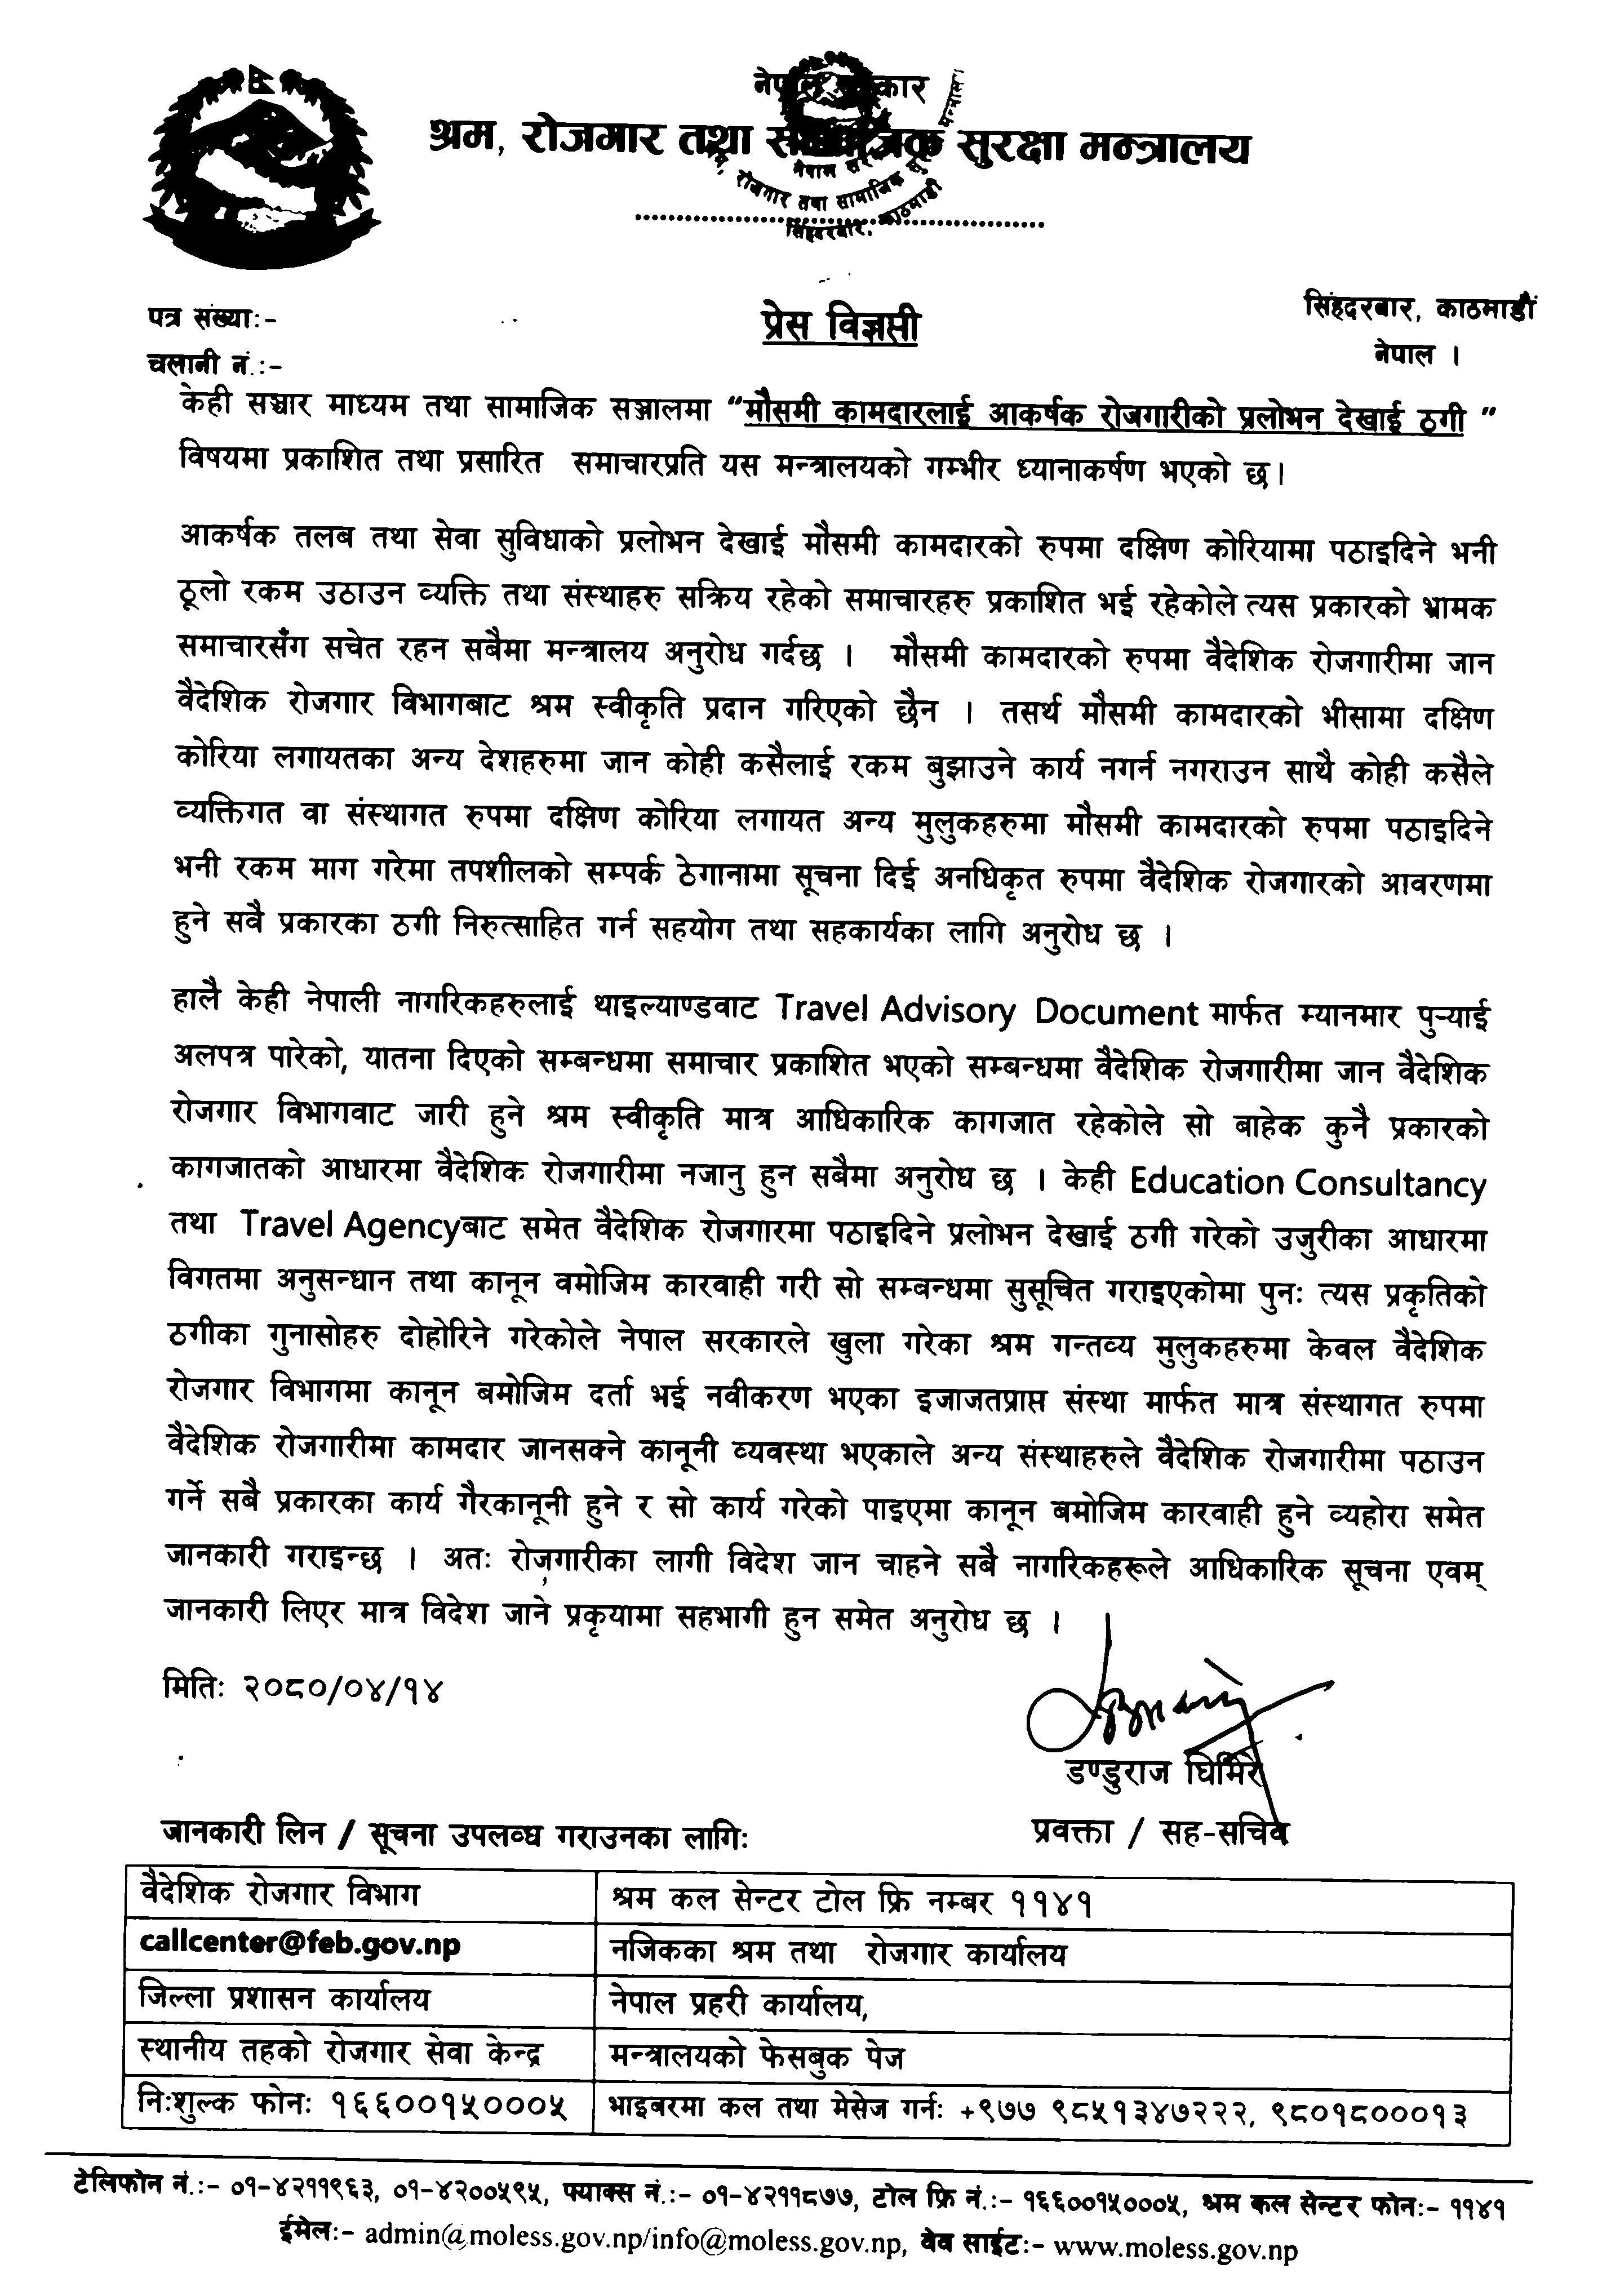 नेपाल सरकार
श्रम, रोजगार तथा सामाजिक सुरक्षा मन्त्रालय
नेपाल
रोजगार तथा सामाजिक
सिंहदरबार, काठमाडौं
पत्र संख्याः-
प्रेस विज्ञप्ती
सिंहदरबार, काठमाडौं
चलानी नं.:-
नेपाल ।
केही सञ्चार माध्यम तथा सामाजिक सञ्जालमा “मौसमी कामदारलाई आकर्षक रोजगारीको प्रलोभन देखाई ठगी ”
विषयमा प्रकाशित तथा प्रसारित समाचारप्रति यस मन्त्रालयको गम्भीर ध्यानाकर्षण भएको छ।
आकर्षक तलब तथा सेवा सुविधाको प्रलोभन देखाई मौसमी कामदारको रुपमा दक्षिण कोरियामा पठाइदिने भनी
ठूलो रकम उठाउन व्यक्ति तथा संस्थाहरु सक्रिय रहेको समाचारहरु प्रकाशित भई रहेकोले त्यस प्रकारको भ्रामक
समाचारसँग सचेत रहन सबैमा मन्त्रालय अनुरोध गर्दछ । मौसमी कामदारको रुपमा वैदेशिक रोजगारीमा जान
वैदेशिक रोजगार विभागबाट श्रम स्वीकृति प्रदान गरिएको छैन । तसर्थ मौसमी कामदारको भीसामा दक्षिण
कोरिया लगायतका अन्य देशहरुमा जान कोही कसैलाई रकम बुझाउने कार्य नगर्न नगराउन साथै कोही कसैले
व्यक्तिगत वा संस्थागत रुपमा दक्षिण कोरिया लगायत अन्य मुलुकहरुमा मौसमी कामदारको रुपमा पठाइदिने
भनी रकम माग गरेमा तपशीलको सम्पर्क ठेगानामा सूचना दिई अनधिकृत रुपमा वैदेशिक रोजगारको आवरणमा
हुने सवै प्रकारका ठगी निरुत्साहित गर्न सहयोग तथा सहकार्यका लागि अनुरोध छ ।
हालै केही नेपाली नागरिकहरुलाई थाइल्याण्डवाट Travel Advisory Document मार्फत म्यानमार पुर्‍याई
अलपत्र पारेको, यातना दिएको सम्बन्धमा समाचार प्रकाशित भएको सम्बन्धमा वैदेशिक रोजगारीमा जान वैदेशिक
रोजगार विभागवाट जारी हुने श्रम स्वीकृति मात्र आधिकारिक कागजात रहेकोले सो बाहेक कुनै प्रकारको
कागजातको आधारमा वैदेशिक रोजगारीमा नजानु हुन सबैमा अनुरोध छ । केही Education Consultancy
तथा Travel Agencyबाट समेत वैदेशिक रोजगारमा पठाइदिने प्रलोभन देखाई ठगी गरेको उजुरीका आधारमा
विगतमा अनुसन्धान तथा कानून वमोजिम कारवाही गरी सो सम्बन्धमा सुसूचित गराइएकोमा पुनः त्यस प्रकृतिको
ठगीका गुनासोहरु दोहोरिने गरेकोले नेपाल सरकारले खुला गरेका श्रम गन्तव्य मुलुकहरुमा केवल वैदेशिक
रोजगार विभागमा कानून बमोजिम दर्ता भई नवीकरण भएका इजाजतप्राप्त संस्था मार्फत मात्र संस्थागत रुपमा
वैदेशिक रोजगारीमा कामदार जानसक्ने कानूनी व्यवस्था भएकाले अन्य संस्थाहरुले वैदेशिक रोजगारीमा पठाउन
गर्ने सबै प्रकारका कार्य गैरकानूनी हुने र सो कार्य गरेको पाइएमा कानून बमोजिम कारवाही हुने व्यहोरा समेत
जानकारी गराइन्छ । अतः रोजगारीका लागी विदेश जान चाहने सबै नागरिकहरूले आधिकारिक सूचना एवम्
जानकारी लिएर मात्र विदेश जाने प्रकृयामा सहभागी हुन समेत अनुरोध छ ।
मितिः २०८०/०४/१४
डण्डुराज घिमिरे
प्रवक्ता / सह-सचिव
जानकारी लिन / सूचना उपलव्ध गराउनका लागिः
वैदेशिक रोजगार विभाग
श्रम कल सेन्टर टोल फ्रि नम्बर ११४१
callcenter@feb.gov.np
नजिकका श्रम तथा रोजगार कार्यालय
जिल्ला प्रशासन कार्यालय
नेपाल प्रहरी कार्यालय,
स्थानीय तहको रोजगार सेवा केन्द्र
मन्त्रालयको फेसबुक पेज
निःशुल्क फोनः १६६००१५०००५
भाइबरमा कल तथा मेसेज गर्नः +९७७ ९८५१३४७२२२, ९८०१८०००१३
टेलिफोन नं.:- ०१-४२११९६३, ०१-४२००५९५, फ्याक्स नं.:- ०१-४२११८७७, टोल फ्रि नं.:- १६६००१५०००५, श्रम कल सेन्टर फोनः- ११४१
ईमेलः- admin@moless.gov.np/info@moless.gov.np, वेव साईटः- www.moless.gov.np